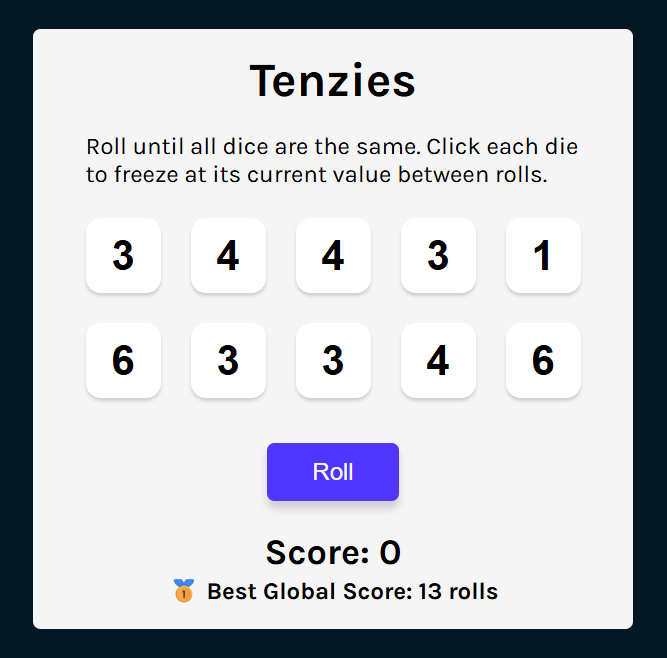 Tenzies
Roll until all dice are the same. Click each die
to freeze at its current value between rolls.
3 4 4 3 1
6 3 3 4 6
Roll
Score: 0
1 Best Global Score: 13 rolls